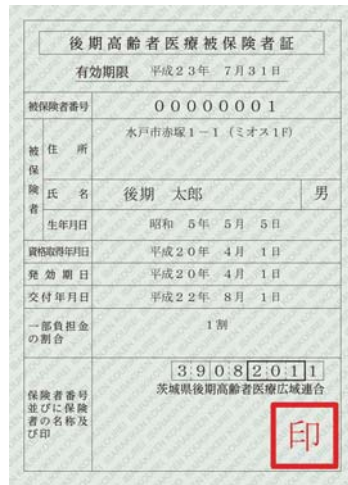 後期高齢者医療被保険者証
有効期限 平成23年 7月31日
被保険者番号 00000001
被保険者
住所 水戸市赤塚1－1 (ミオス1F)
氏名 後期 太郎 男
生年月日 昭和 5年 5月 5日
資格取得年月日 平成20年 4月 1日
発効期日 平成20年 4月 1日
交付年月日 平成22年 8月 1日
一部負担金
の割合 1割
39082011
茨城県後期高齢者医療広域連合
保険者番号
並びに保険
者の名称及
び印
印